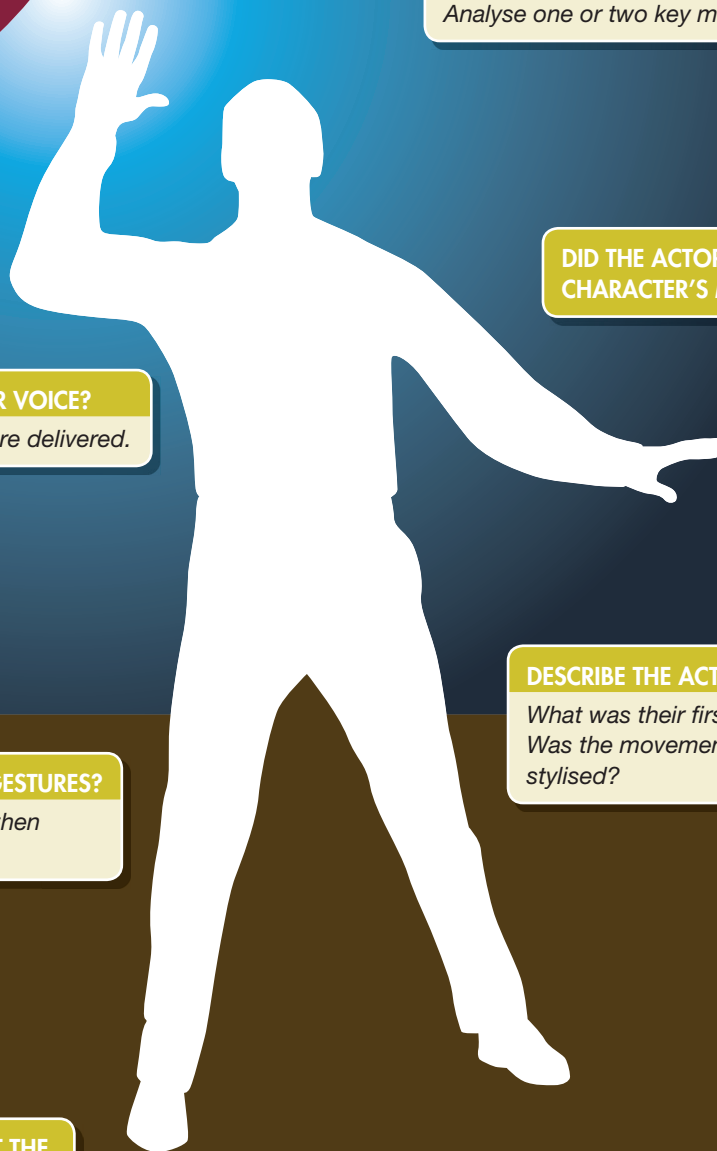 Analyse one or two key m
DID THE ACTOR
CHARACTER'S
R VOICE?
re delivered.
DESCRIBE THE ACT
What was their firs
Was the movemen
stylised?
GESTURES?
hen
T THE